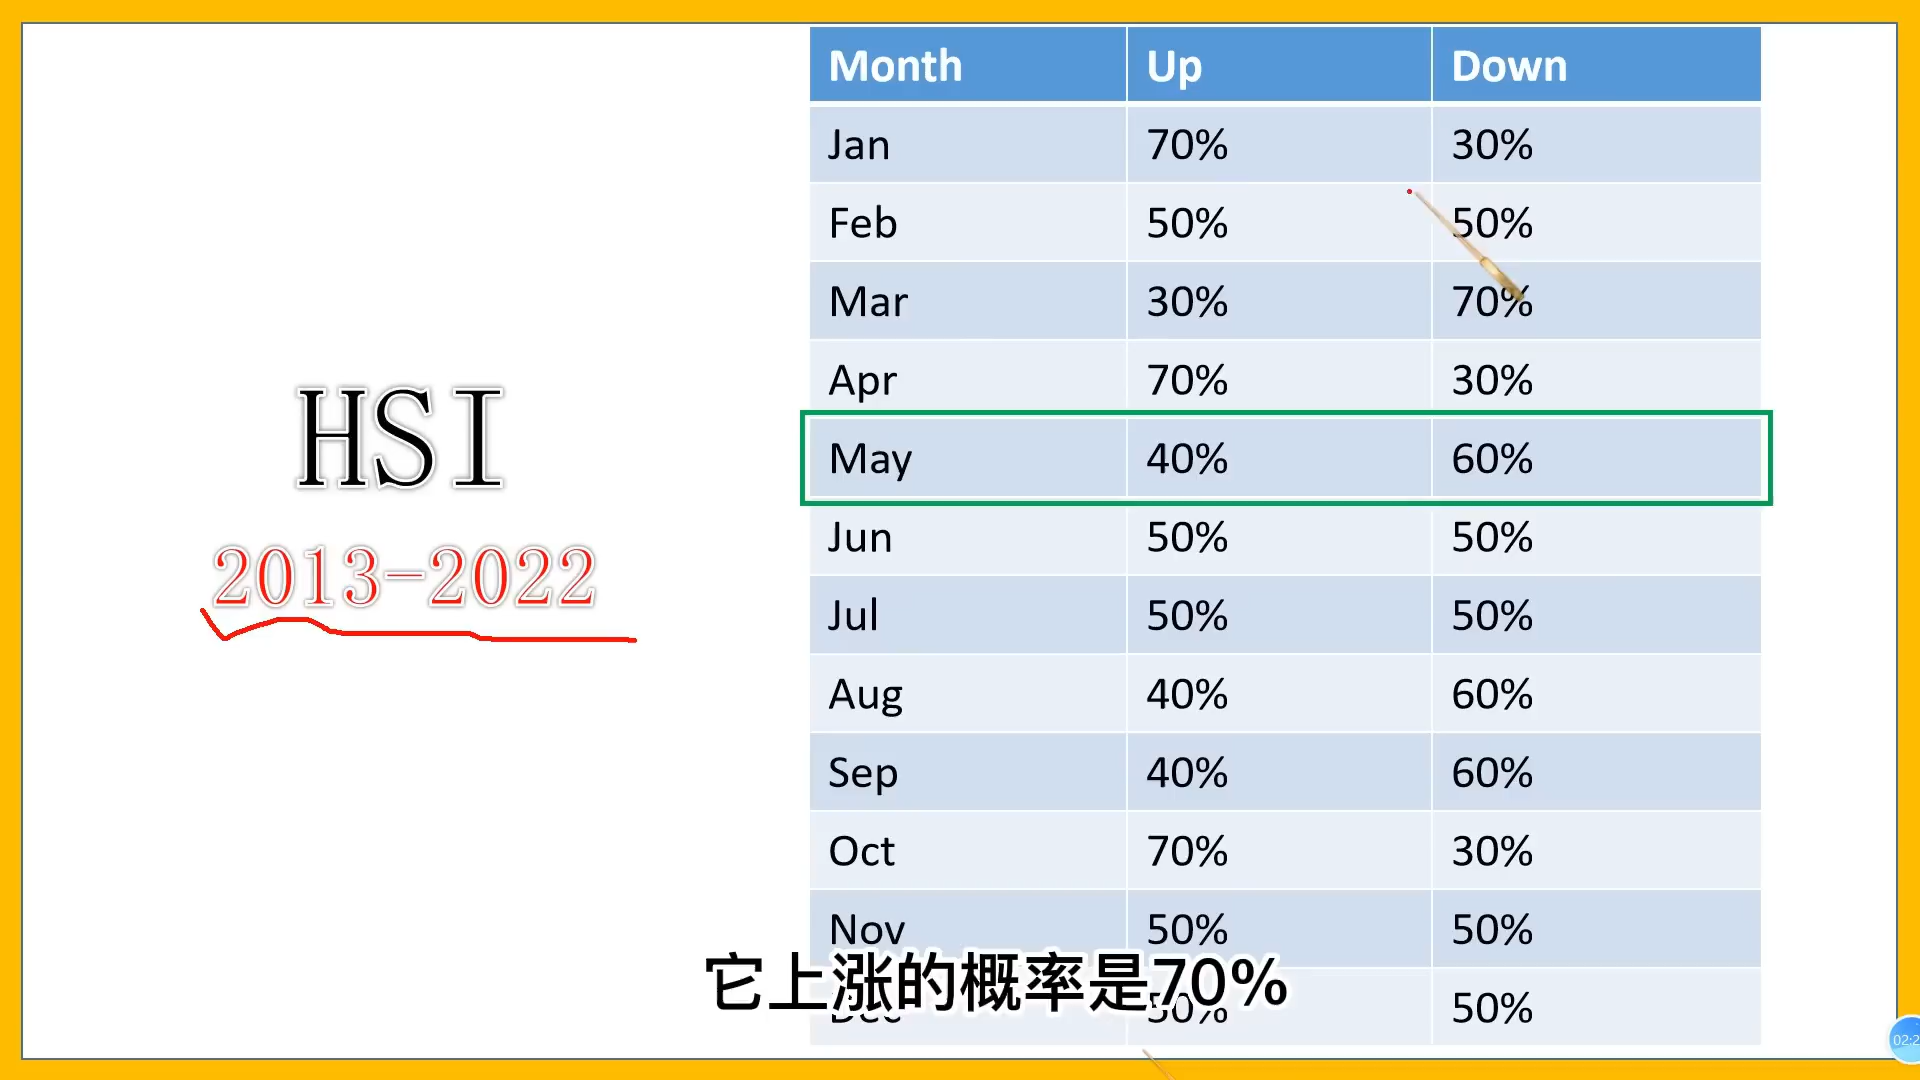 HSI
2013-2022
Month Up Down
Jan 70% 30%
Feb 50% 50%
Mar 30% 70%
Apr 70% 30%
May 40% 60%
Jun 50% 50%
Jul 50% 50%
Aug 40% 60%
Sep 40% 60%
Oct 70% 30%
Nov 50% 50%
Dec 50% 50%
它上涨的概率是70%